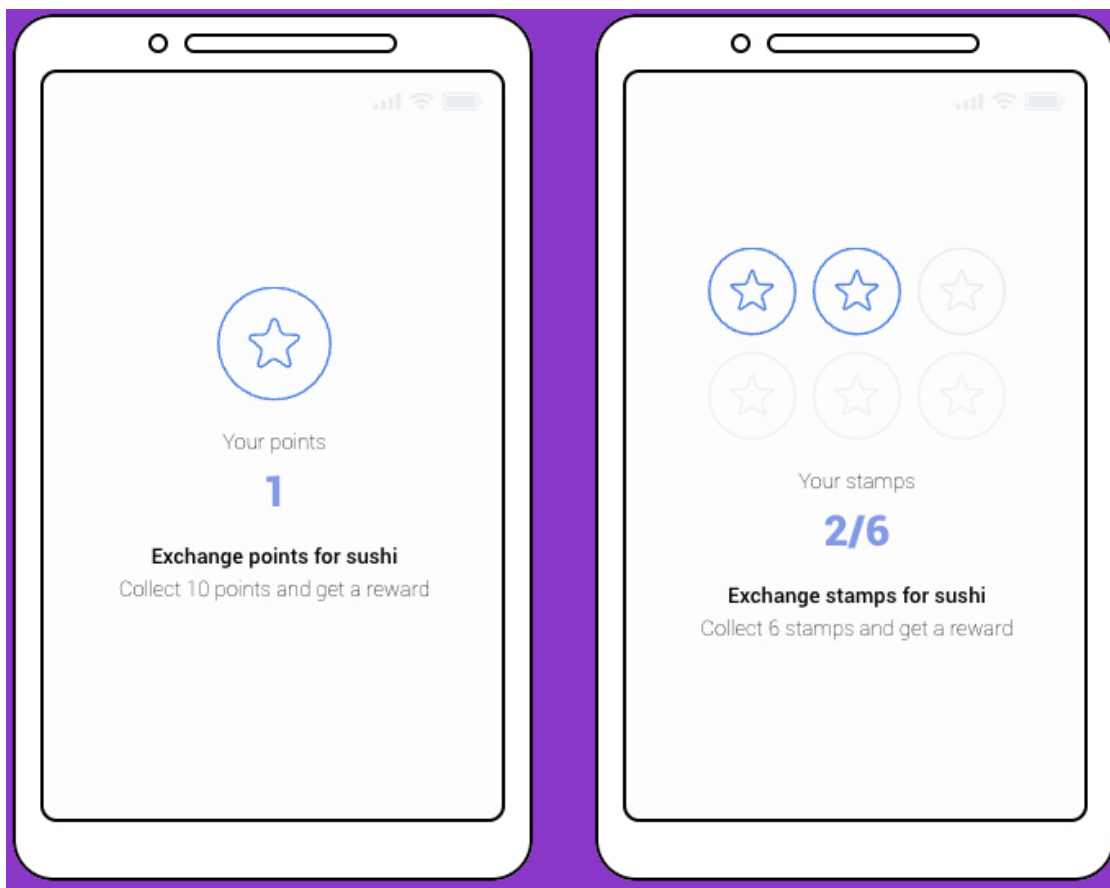 Your points
1
Exchange points for sushi
Collect 10 points and get a reward
Your stamps
2/6
Exchange stamps for sushi
Collect 6 stamps and get a reward